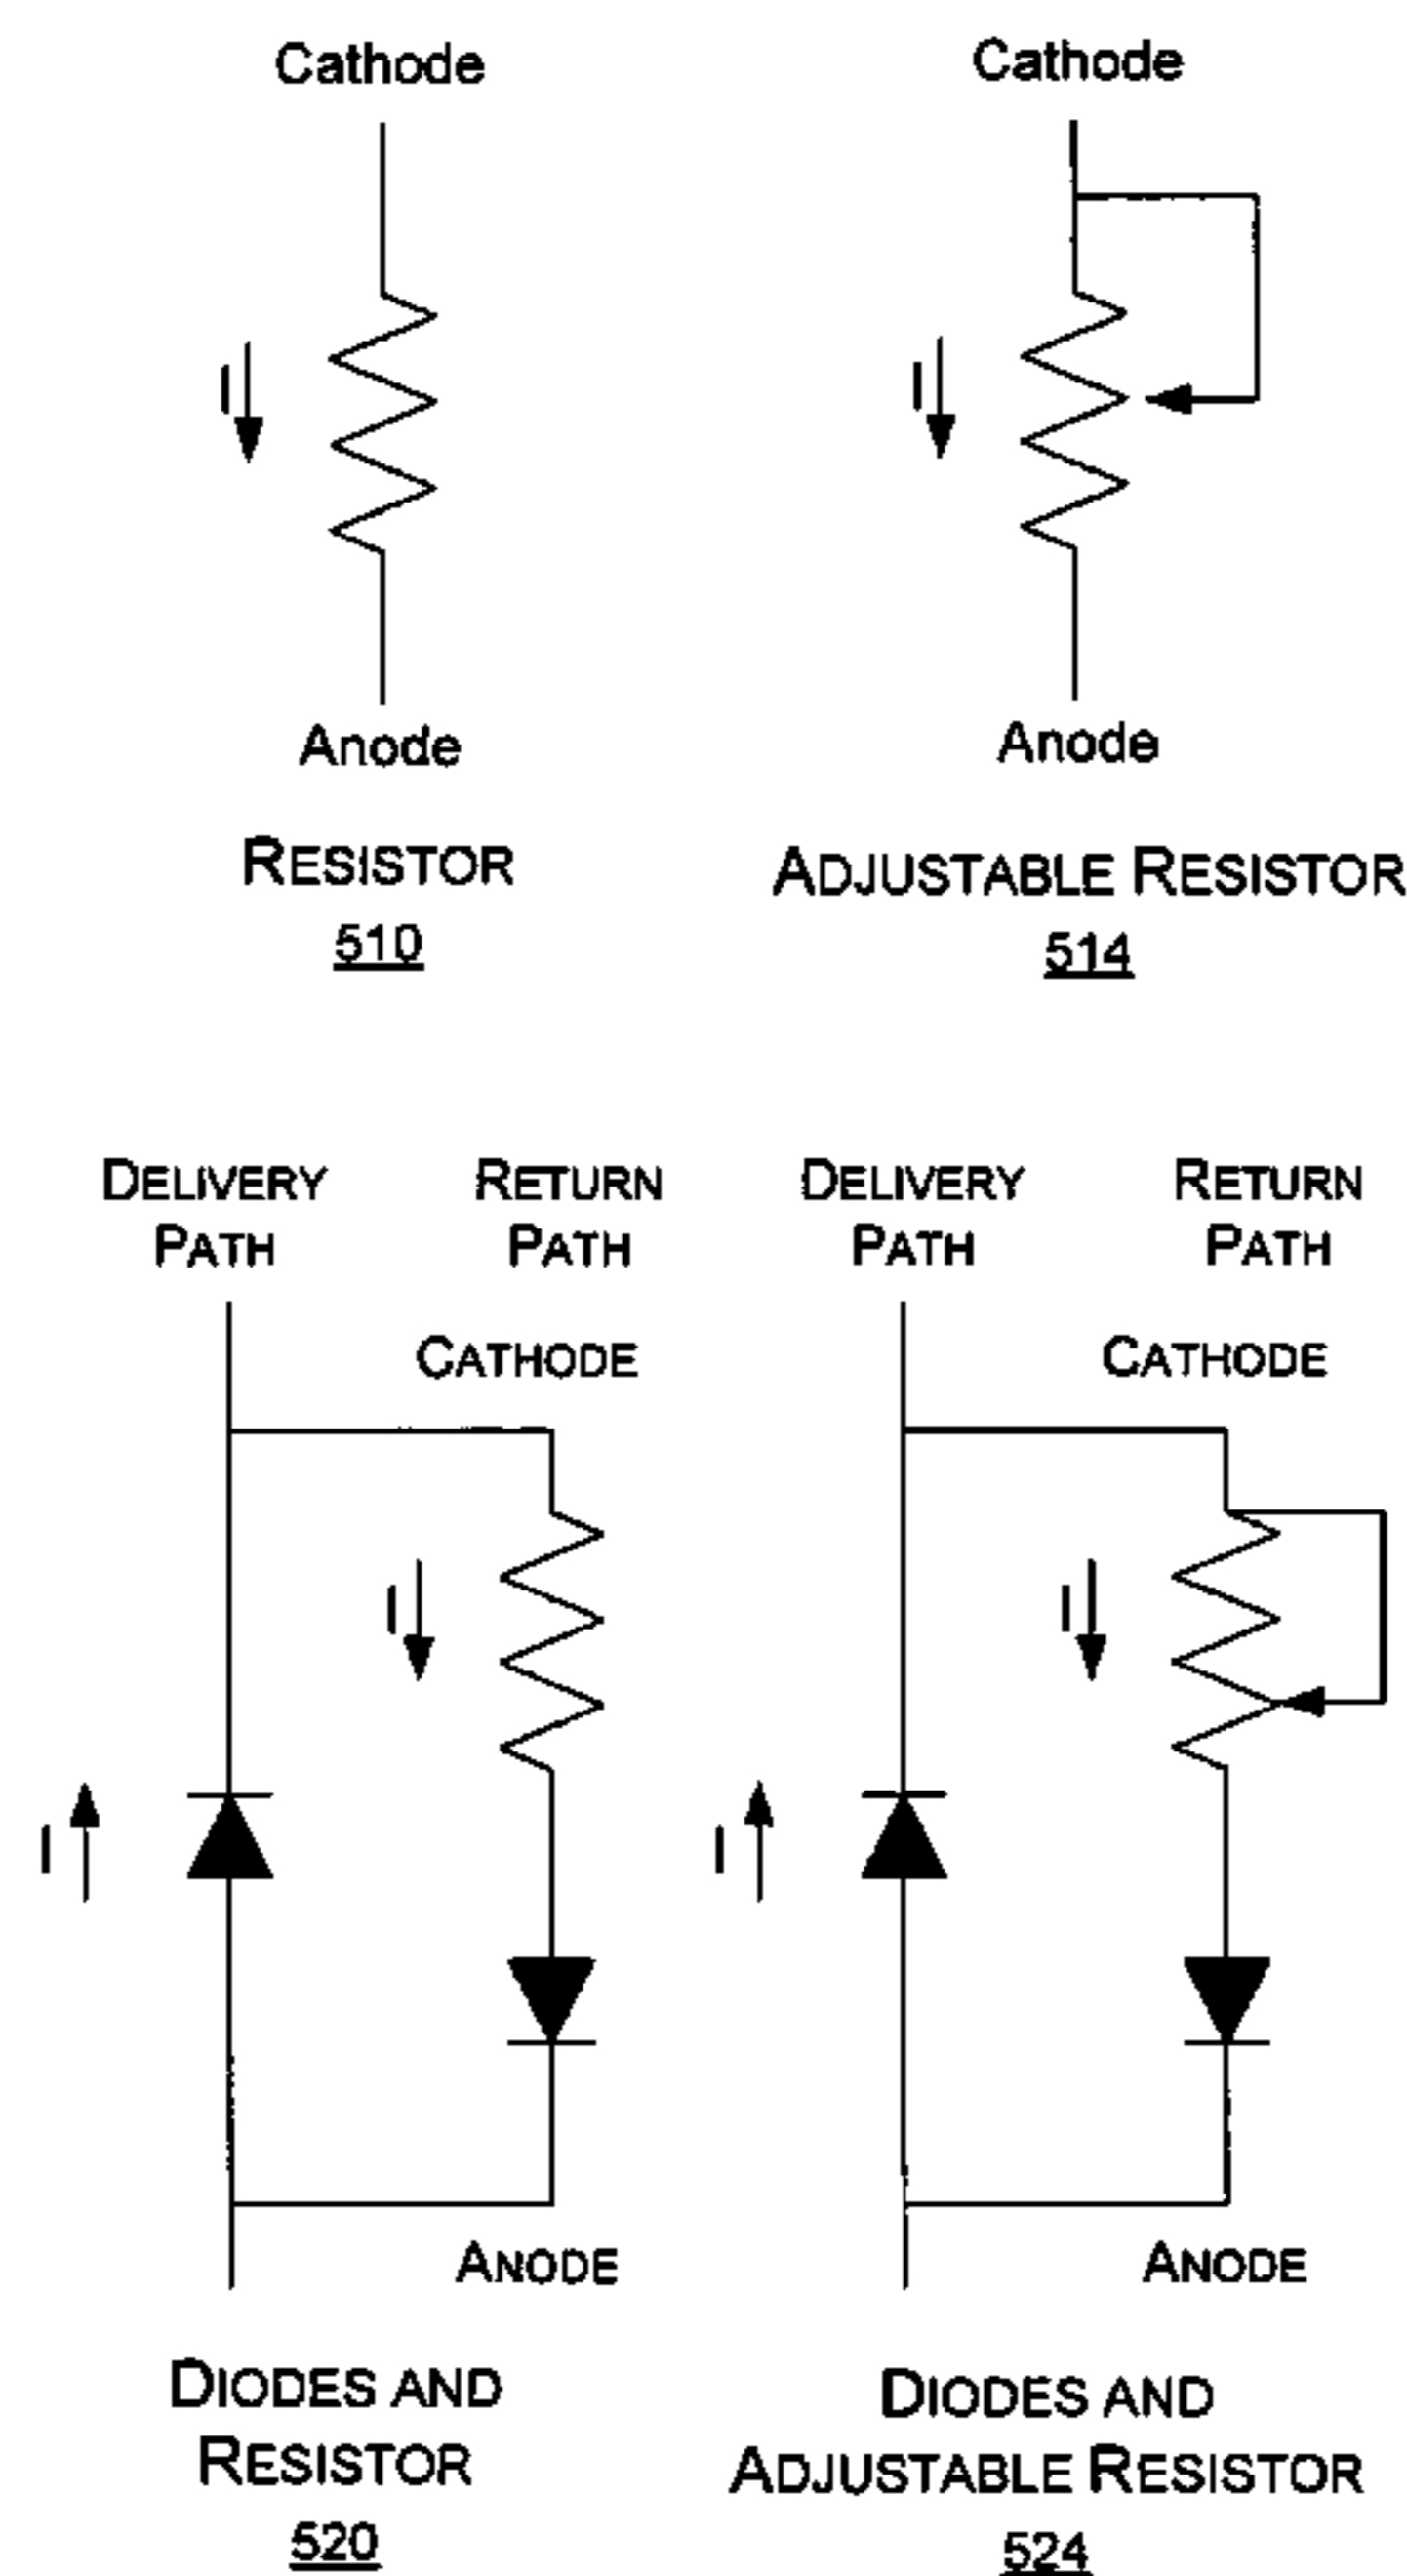 Cathode
Cathode
I
I
Anode
Anode
RESISTOR
ADJUSTABLE RESISTOR
510
514
DELIVERY PATH
RETURN PATH
DELIVERY PATH
RETURN PATH
CATHODE
CATHODE
I
I
I
I
ANODE
ANODE
DIODES AND
RESISTOR
520
DIODES AND
ADJUSTABLE RESISTOR
524